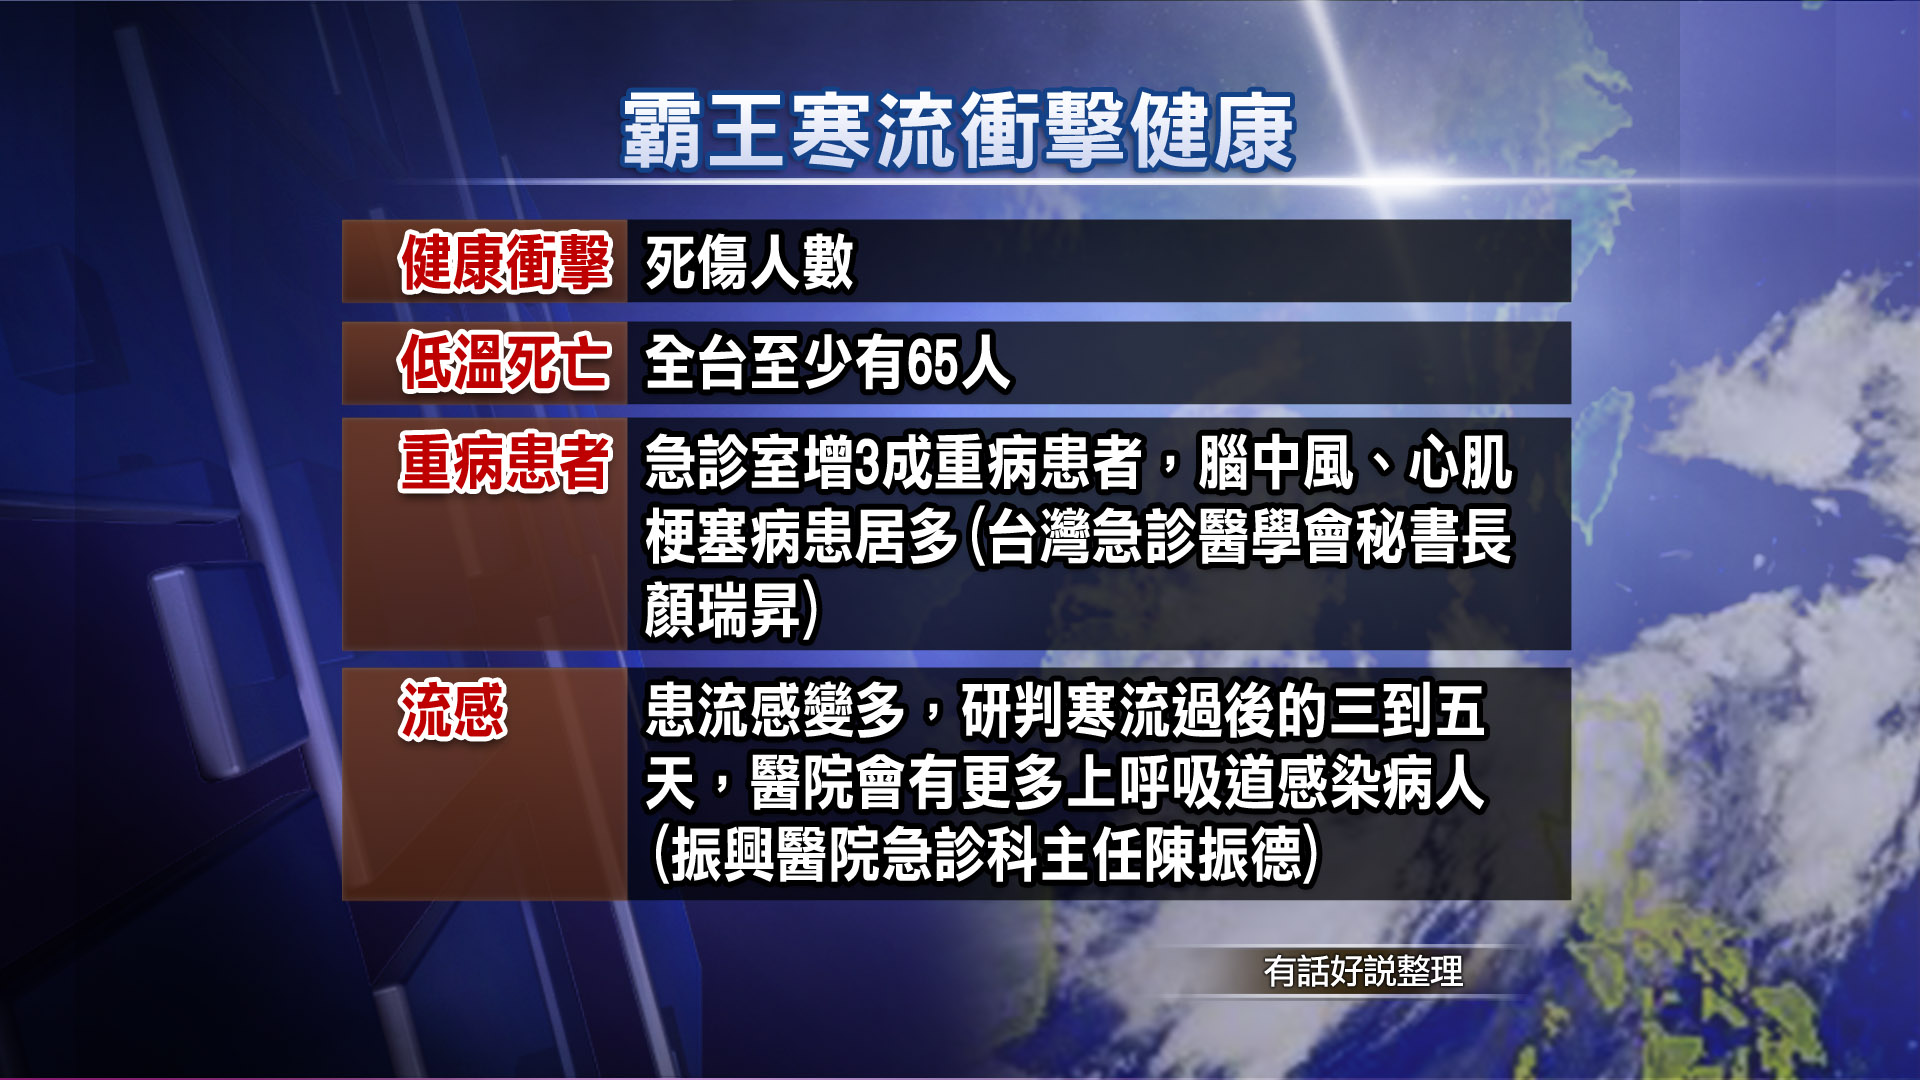 霸王寒流衝擊健康
健康衝擊 死傷人數
低溫死亡 全台至少有65人
重病患者 急診室增3成重病患者，腦中風、心肌
梗塞病患居多(台灣急診醫學會秘書長
顏瑞昇)
流感 患流感變多，研判寒流過後的三到五
天，醫院會有更多上呼吸道感染病人
(振興醫院急診科主任陳振德)
有話好説整理